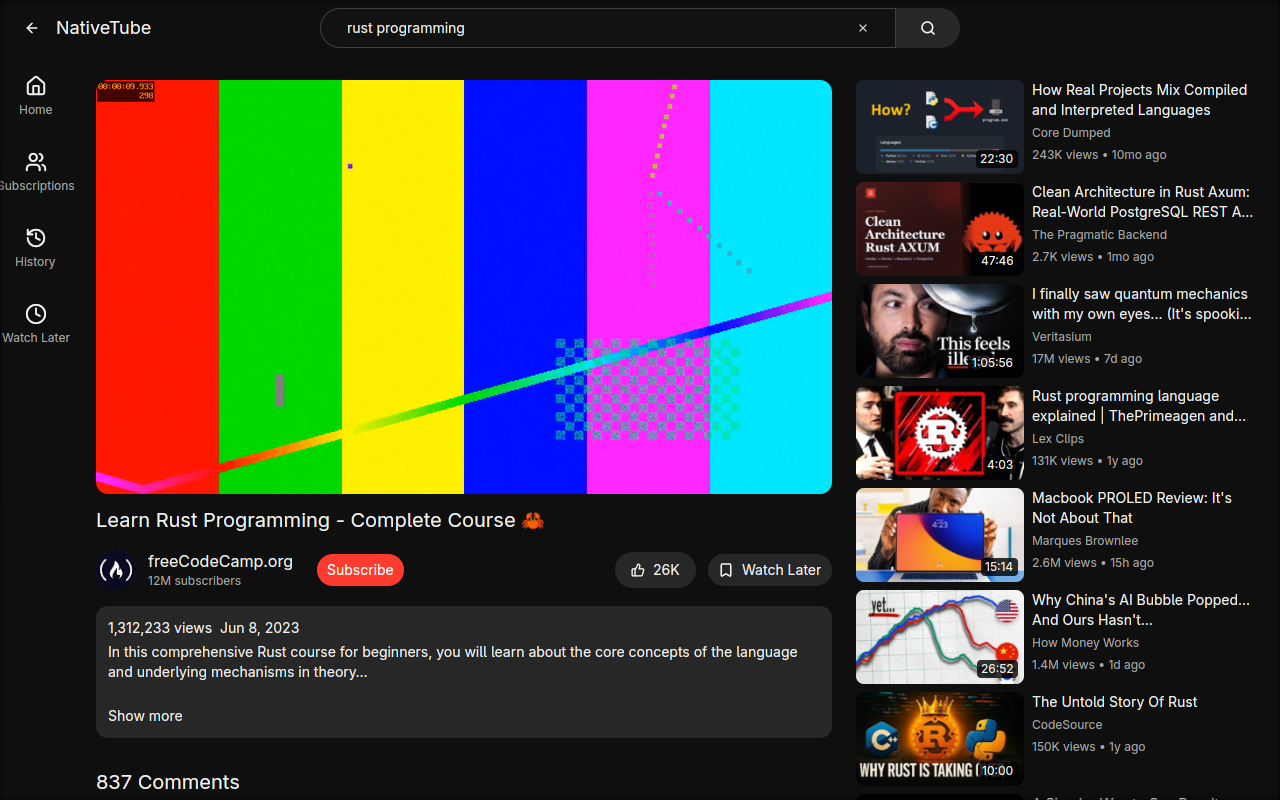 NativeTube
rust programming
Home
Subscriptions
History
Watch Later
00:00:09.933
298
Learn Rust Programming - Complete Course 🦀
freeCodeCamp.org
12M subscribers
Subscribe
26K
Watch Later
1,312,233 views Jun 8, 2023
In this comprehensive Rust course for beginners, you will learn about the core concepts of the language
and underlying mechanisms in theory...
Show more
837 Comments
How?
Languages
22:30
How Real Projects Mix Compiled
and Interpreted Languages
Core Dumped
243K views • 10mo ago
Clean
Architecture
Rust AXUM
47:46
Clean Architecture in Rust Axum:
Real-World PostgreSQL REST A...
The Pragmatic Backend
2.7K views • 1mo ago
This feels
1:05:56
I finally saw quantum mechanics
with my own eyes... (It's spooki...
Veritasium
17M views • 7d ago
R
4:03
Rust programming language
explained | ThePrimeagen and...
Lex Clips
131K views • 1y ago
4:23
15:14
Macbook PROLED Review: It's
Not About That
Marques Brownlee
2.6M views • 15h ago
yet...
26:52
Why China's AI Bubble Popped...
And Ours Hasn't...
How Money Works
1.4M views • 1d ago
C++
R
WHY RUST IS TAKING
10:00
The Untold Story Of Rust
CodeSource
150K views • 1y ago